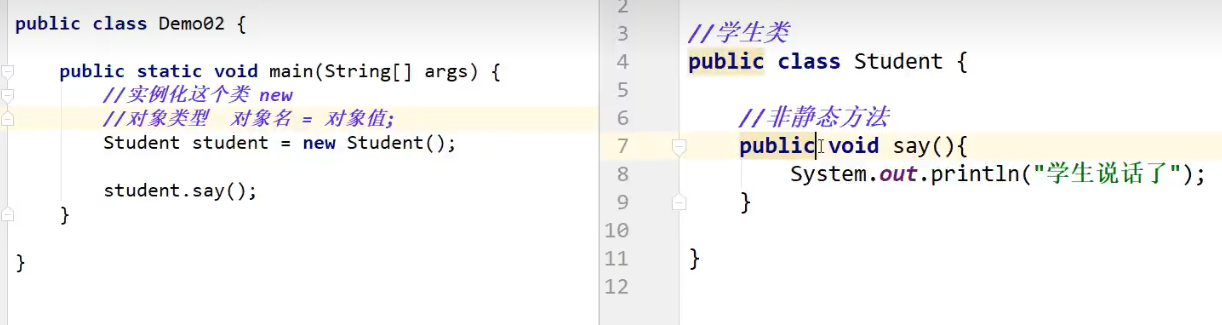 public class Demo02 {
public static void main(String[] args) {
//实例化这个类 new
//对象类型 对象名 = 对象值;
Student student = new Student();
student.say();
}
}
2
3 //学生类
4 public class Student {
5
6 //非静态方法
7 public void say(){
8 System.out.println("学生说话了");
9 }
10
11 }
12